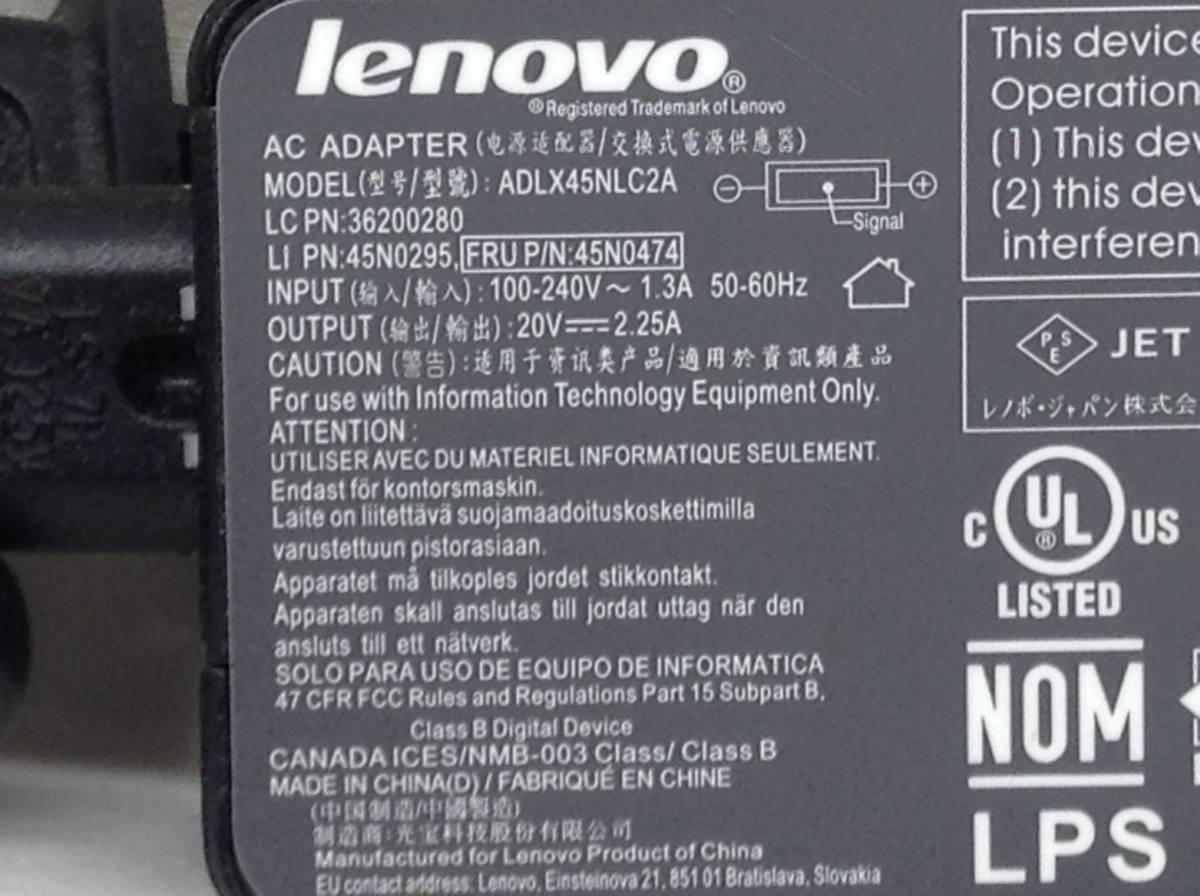 lenovo®
®Registered Trademark of Lenovo
AC ADAPTER (电源适配器/交换式電源供應器)
MODEL(型号/型號): ADLX45NLC2A
Signal
LC PN:36200280
LI PN:45N0295, FRU P/N:45N0474
INPUT (输入/輸入): 100-240V～ 1.3A 50-60Hz
OUTPUT (输出/輸出): 20V⎓2.25A
CAUTION (警告):适用于资讯类产品/適用於資訊類產品
For use with Information Technology Equipment Only.
ATTENTION :
UTILISER AVEC DU MATERIEL INFORMATIQUE SEULEMENT.
Endast för kontorsmaskin.
Laite on liitettävä suojamaadoituskoskettimilla
varustettuun pistorasiaan.
Apparatet må tilkoples jordet stikkontakt.
Apparaten skall anslutas till jordat uttag när den
ansluts till ett nätverk.
SOLO PARA USO DE EQUIPO DE INFORMATICA
47 CFR FCC Rules and Regulations Part 15 Subpart B,
Class B Digital Device
CANADA ICES/NMB-003 Class/ Class B
MADE IN CHINA(D) / FABRIQUÉ EN CHINE
(中国制造/中國製造)
制造商:光宝科技股份有限公司
Manufactured for Lenovo Product of China
EU contact address: Lenovo, Einsteinova 21, 851 01 Bratislava, Slovakia
This device
Operation
(1) This dev
(2) this dev
interferen
PSE JET
レノボ・ジャパン株式会
C UL® US
LISTED
NOM
LPS